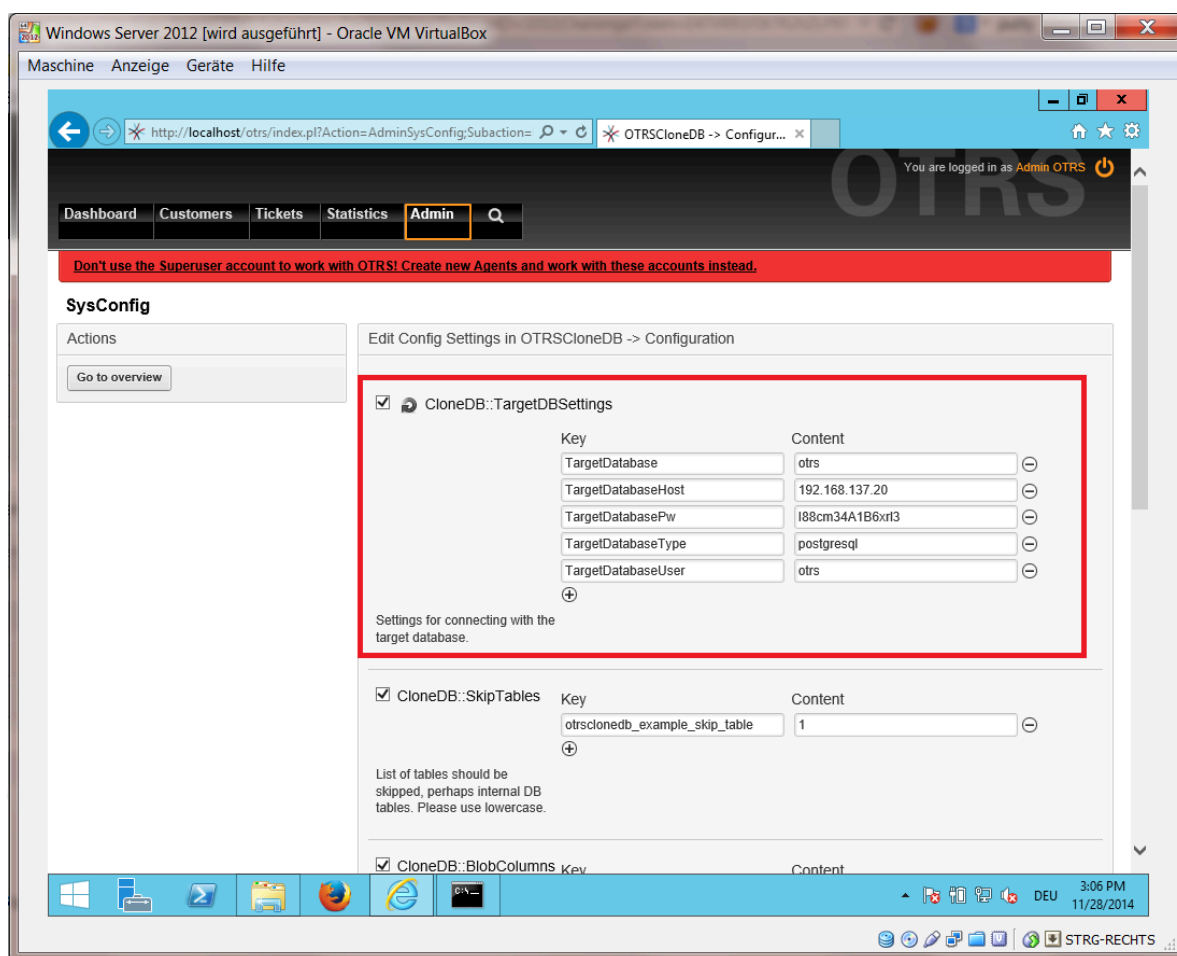 Windows Server 2012 [wird ausgeführt] - Oracle VM VirtualBox
Maschine Anzeige Geräte Hilfe
http://localhost/otrs/index.pl?Action=AdminSysConfig;Subaction=
OTRSCloneDB -> Configur...
OTRS
You are logged in as Admin OTRS
Dashboard Customers Tickets Statistics Admin
Don't use the Superuser account to work with OTRS! Create new Agents and work with these accounts instead.
SysConfig
Actions
Go to overview
Edit Config Settings in OTRSCloneDB -> Configuration
CloneDB::TargetDBSettings
Key Content
TargetDatabase otrs
TargetDatabaseHost 192.168.137.20
TargetDatabasePw I88cm34A1B6xrI3
TargetDatabaseType postgresql
TargetDatabaseUser otrs
Settings for connecting with the
target database.
CloneDB::SkipTables Key Content
otrsclonedb_example_skip_table 1
List of tables should be
skipped, perhaps internal DB
tables. Please use lowercase.
CloneDB::BlobColumns Key Content
DEU
3:06 PM
11/28/2014
STRG-RECHTS